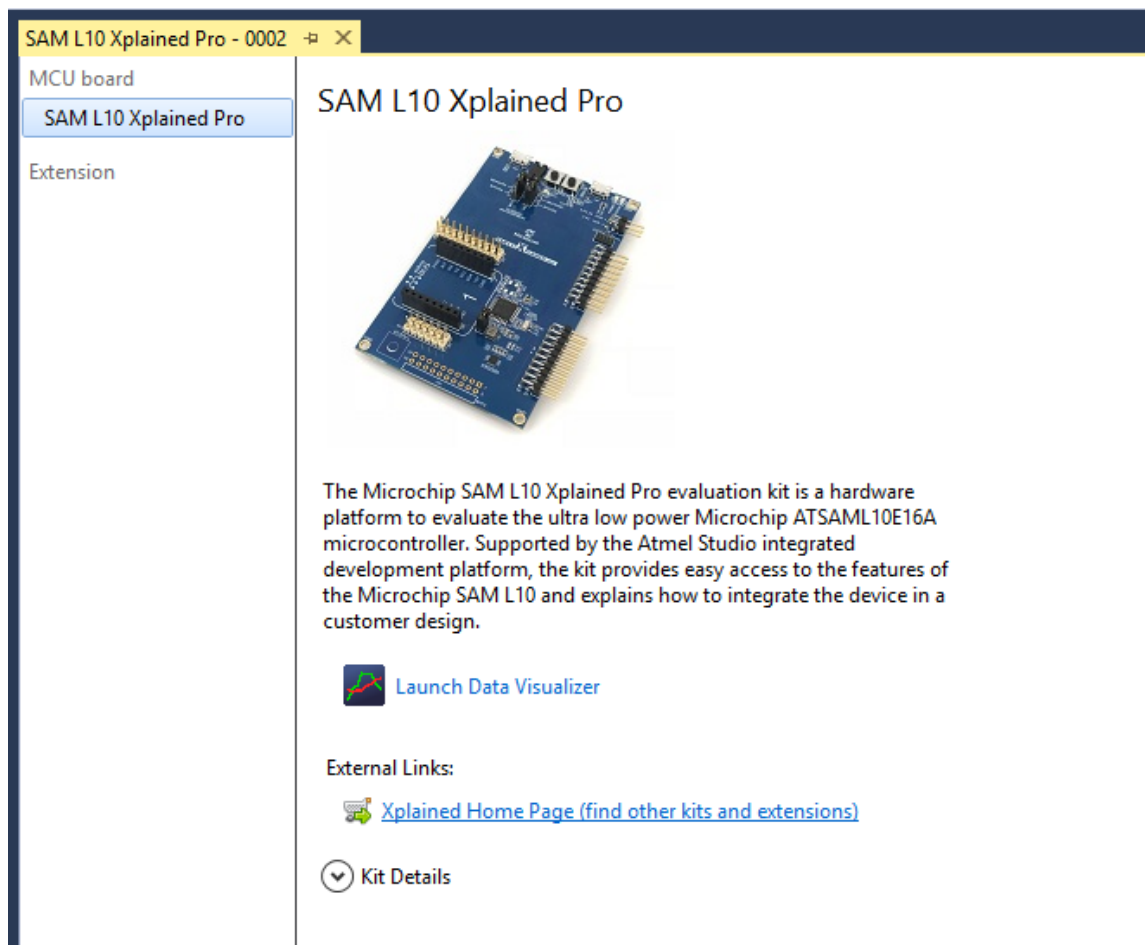 SAM L10 Xplained Pro - 0002
MCU board
SAM L10 Xplained Pro
Extension
SAM L10 Xplained Pro
The Microchip SAM L10 Xplained Pro evaluation kit is a hardware
platform to evaluate the ultra low power Microchip ATSAML10E16A
microcontroller. Supported by the Atmel Studio integrated
development platform, the kit provides easy access to the features of
the Microchip SAM L10 and explains how to integrate the device in a
customer design.
Launch Data Visualizer
External Links:
Xplained Home Page (find other kits and extensions)
Kit Details